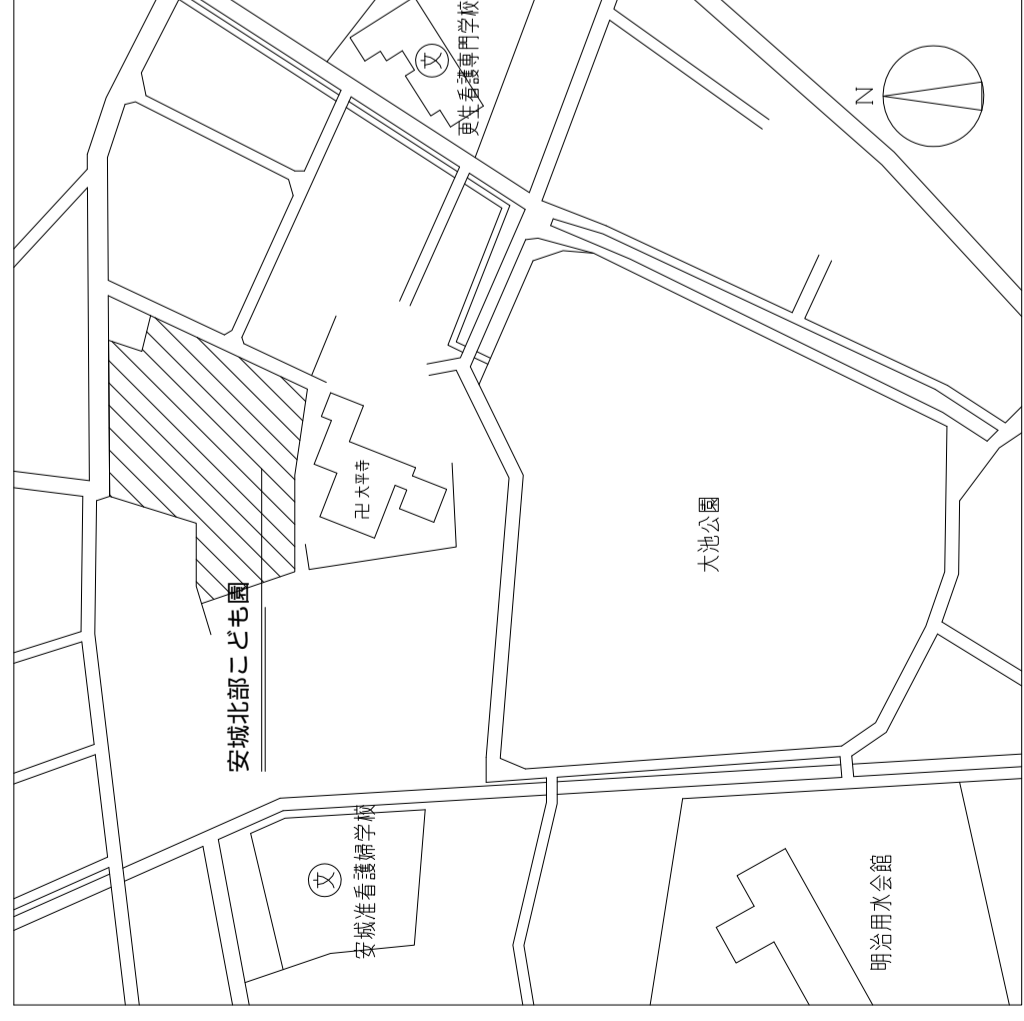 更生看護専門学校
文
N
卍 大平寺
大池公園
安城北部こども園
文
安城准看護婦学校
明治用水会館